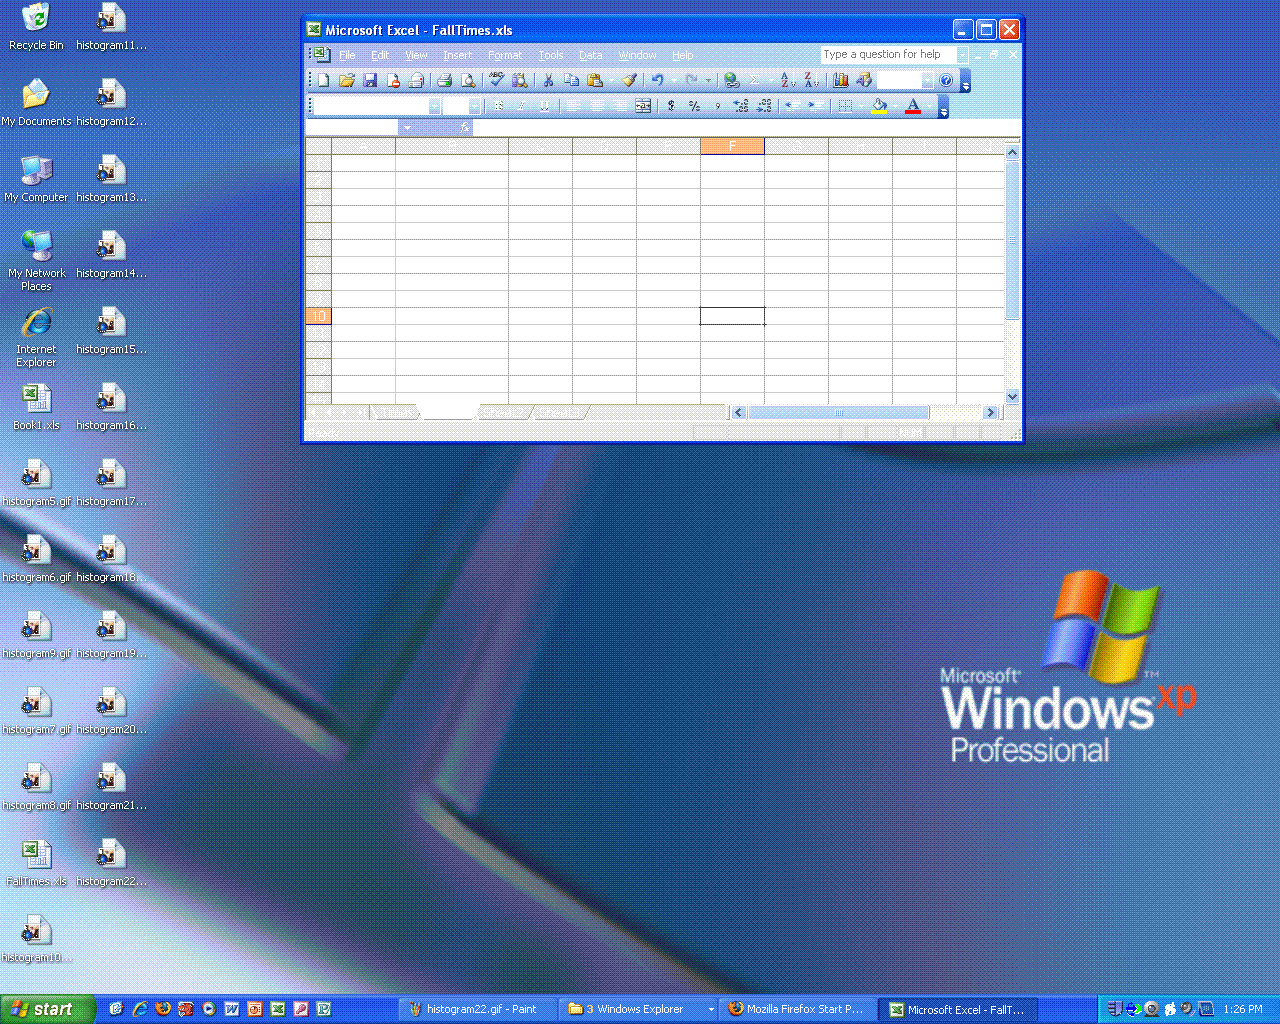 Recycle Bin
histogram11...
My Documents
histogram12...
My Computer
histogram13...
My Network
Places
histogram14...
Internet
Explorer
histogram15...
Book1.xls
histogram16...
histogram5.gif
histogram17...
histogram6.gif
histogram18...
histogram9.gif
histogram19...
histogram7.gif
histogram20...
histogram8.gif
histogram21...
FallTimes.xls
histogram22...
histogram10...
Microsoft Excel - FallTimes.xls
File Edit View Insert Format Tools Data Window Help
Type a question for help
B I U $ % ,
fx
A B C D E F G H I J
10
NUM
Microsoft
Windows xp
TM
Professional
start
histogram22.gif - Paint
3 Windows Explorer
Mozilla Firefox Start P...
Microsoft Excel - FallT...
1:26 PM